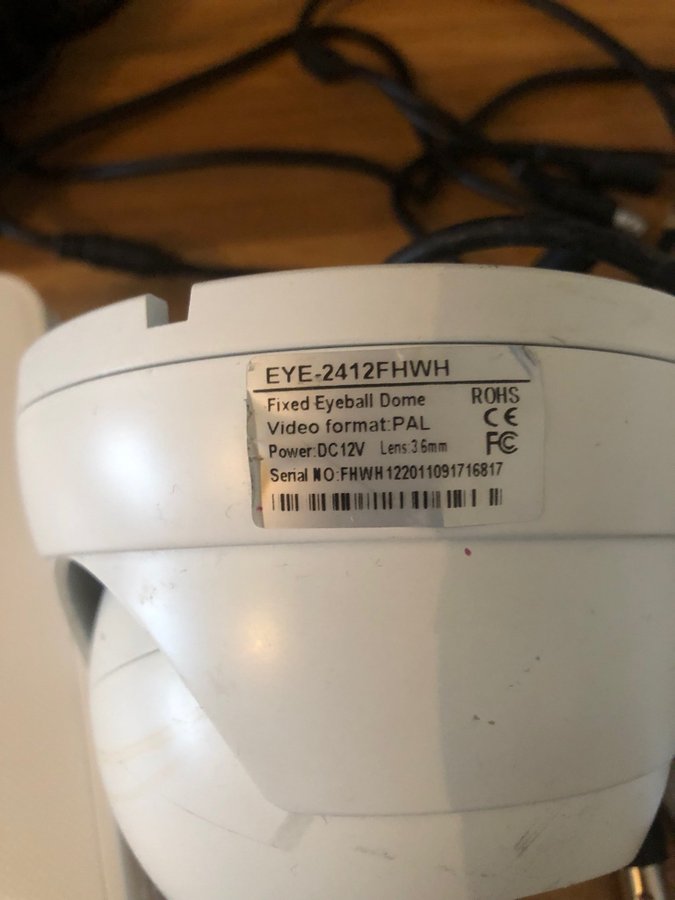 EYE-2412FHWH
Fixed Eyeball Dome ROHS
Video format:PAL CE
Power:DC12V Lens:3.6mm FC
Serial NO:FHWH122011091716817